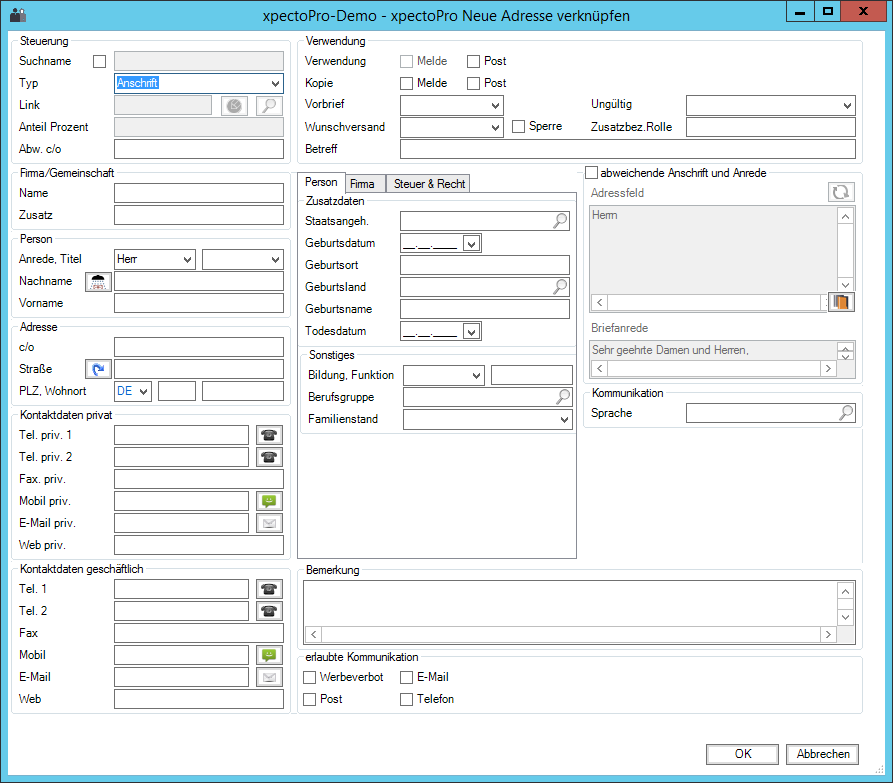 xpectoPro-Demo - xpectoPro Neue Adresse verknüpfen
Steuerung
Suchname
Typ Anschrift
Link
Anteil Prozent
Abw. c/o
Verwendung
Verwendung Melde Post
Kopie Melde Post
Vorbrief Ungültig
Wunschversand Sperre Zusatzbez.Rolle
Betreff
Firma/Gemeinschaft
Name
Zusatz
Person
Anrede, Titel Herr
Nachname
Vorname
Adresse
c/o
Straße
PLZ, Wohnort DE
Kontaktdaten privat
Tel. priv. 1
Tel. priv. 2
Fax. priv.
Mobil priv.
E-Mail priv.
Web priv.
Kontaktdaten geschäftlich
Tel. 1
Tel. 2
Fax
Mobil
E-Mail
Web
Person Firma Steuer & Recht
Zusatzdaten
Staatsangeh.
Geburtsdatum __.__.____
Geburtsort
Geburtsland
Geburtsname
Todesdatum __.__.____
Sonstiges
Bildung, Funktion
Berufsgruppe
Familienstand
abweichende Anschrift und Anrede
Adressfeld
Herrn
Briefanrede
Sehr geehrte Damen und Herren,
Kommunikation
Sprache
Bemerkung
erlaubte Kommunikation
Werbeverbot E-Mail
Post Telefon
OK Abbrechen